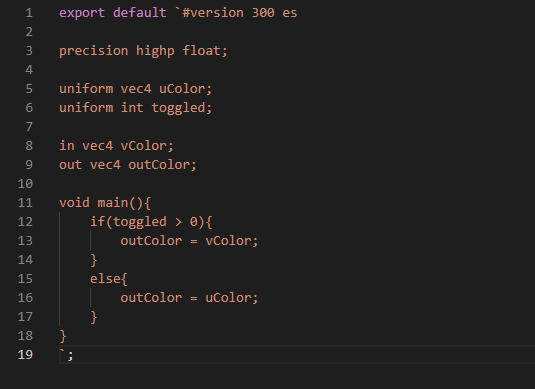 1 export default `#version 300 es
2
3 precision highp float;
4
5 uniform vec4 uColor;
6 uniform int toggled;
7
8 in vec4 vColor;
9 out vec4 outColor;
10
11 void main(){
12     if(toggled > 0){
13         outColor = vColor;
14     }
15     else{
16         outColor = uColor;
17     }
18 }
19 `;